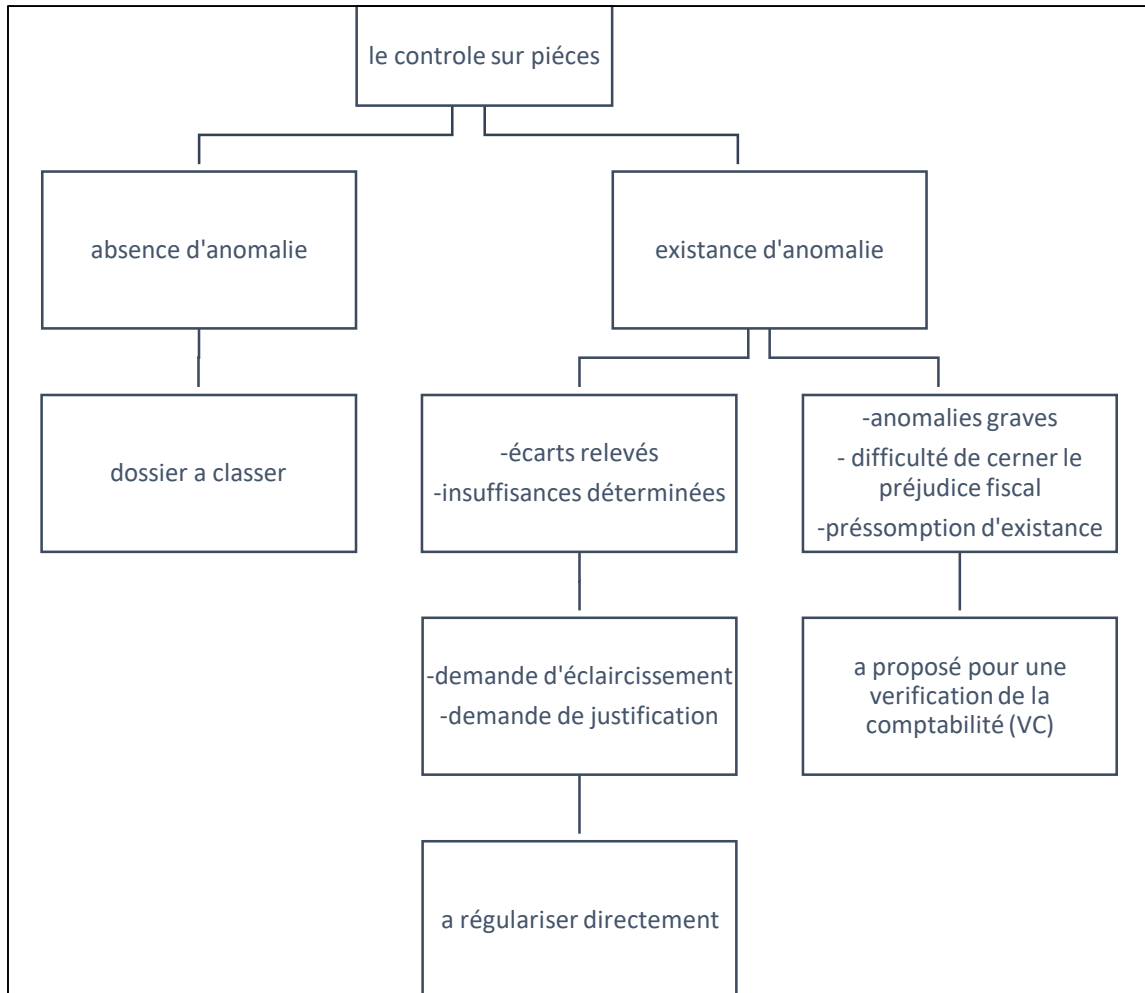 le controle sur piéces
absence d'anomalie
existance d'anomalie
dossier a classer
-écarts relevés
-insuffisances déterminées
-anomalies graves
- difficulté de cerner le
préjudice fiscal
-préssomption d'existance
-demande d'éclaircissement
-demande de justification
a proposé pour une
verification de la
comptabilité (VC)
a régulariser directement